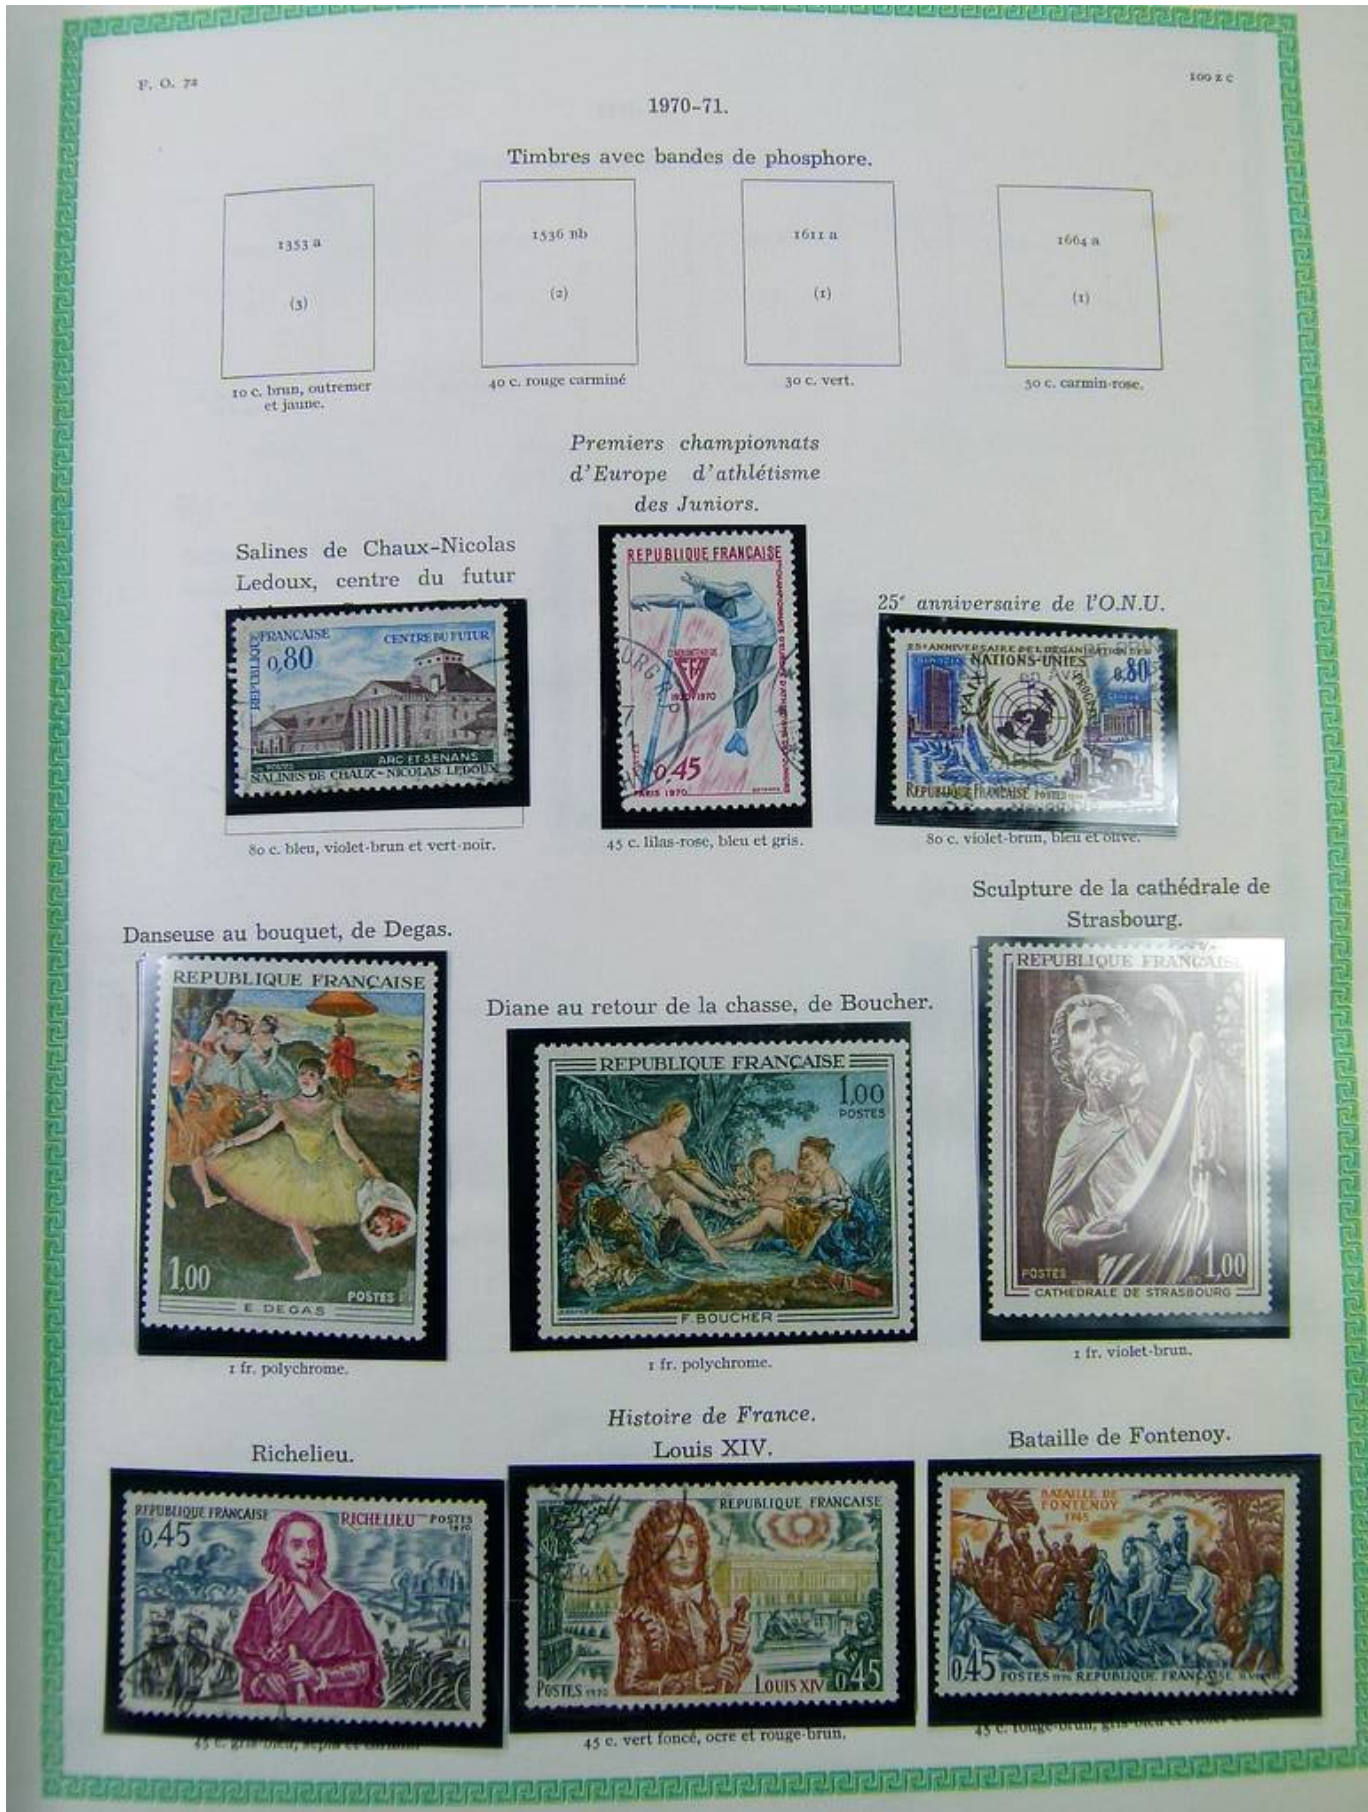 F. O. 72
100 z c
1970-71.
Timbres avec bandes de phosphore.
1353 a
(3)
10 c. brun, outremer
et jaune.
1536 Bb
(2)
40 c. rouge carminé
1611 a
(1)
30 c. vert.
1664 a
(1)
50 c. carmin-rose.
Salines de Chaux-Nicolas
Ledoux, centre du futur
REPUBLIQUE FRANÇAISE
0,80
CENTRE DU FUTUR
POSTES
ARC ET SENANS
SALINES DE CHAUX - NICOLAS LEDOUX
80 c. bleu, violet-brun et vert-noir.
Premiers championnats
d'Europe d'athlétisme
des Juniors.
REPUBLIQUE FRANÇAISE
1920 1970
0,45
PARIS 1970
45 c. lilas-rose, bleu et gris.
25e anniversaire de l'O.N.U.
25e ANNIVERSAIRE DE L'ORGANISATION DES
NATIONS-UNIES
0,80
REPUBLIQUE FRANÇAISE POSTES
80 c. violet-brun, bleu et olive.
Danseuse au bouquet, de Degas.
REPUBLIQUE FRANÇAISE
1,00
POSTES
E. DEGAS
1 fr. polychrome.
Diane au retour de la chasse, de Boucher.
REPUBLIQUE FRANÇAISE
1,00
POSTES
F. BOUCHER
1 fr. polychrome.
Sculpture de la cathédrale de
Strasbourg.
REPUBLIQUE FRANÇAISE
POSTES
1,00
CATHEDRALE DE STRASBOURG
1 fr. violet-brun.
Histoire de France.
Richelieu.
REPUBLIQUE FRANÇAISE
0,45
RICHELIEU
POSTES
1970
Louis XIV.
REPUBLIQUE FRANÇAISE
POSTES 1970
LOUIS XIV
0,45
45 c. vert foncé, ocre et rouge-brun.
Bataille de Fontenoy.
BATAILLE DE
FONTENOY
1745
0,45
POSTES 1970 REPUBLIQUE FRANÇAISE